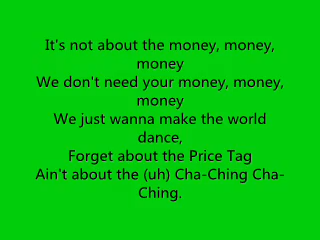 It's not about the money, money,
money
We don't need your money, money,
money
We just wanna make the world
dance,
Forget about the Price Tag
Ain't about the (uh) Cha-Ching Cha-
Ching.